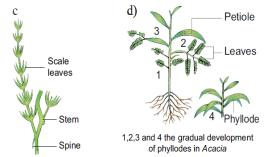 c
Scale
leaves
Stem
Spine
d)
Petiole
3
2
Leaves
1
4
Phyllode
1,2,3 and 4 the gradual development
of phyllodes in Acacia